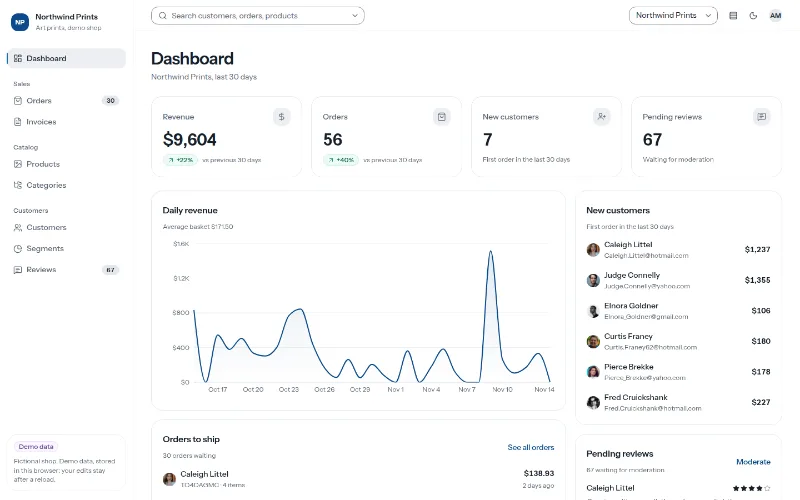 NP
Northwind Prints
Art prints, demo shop
Dashboard
Sales
Orders 30
Invoices
Catalog
Products
Categories
Customers
Customers
Segments
Reviews 67
Demo data
Fictional shop. Demo data, stored
in this browser: your edits stay
after a reload.
Search customers, orders, products
Northwind Prints
AM
Dashboard
Northwind Prints, last 30 days
Revenue
$9,604
+22% vs previous 30 days
Orders
56
+40% vs previous 30 days
New customers
7
First order in the last 30 days
Pending reviews
67
Waiting for moderation
Daily revenue
Average basket $171.50
$1.6K
$1.2K
$800
$400
$0
Oct 17 Oct 20 Oct 23 Oct 26 Oct 29 Nov 1 Nov 4 Nov 7 Nov 10 Nov 14
New customers
First order in the last 30 days
Caleigh Littel
Caleigh.Littel@hotmail.com
$1,237
Judge Connelly
Judge.Connelly@yahoo.com
$1,355
Elnora Goldner
Elnora_Goldner@gmail.com
$106
Curtis Franey
Curtis.Franey62@hotmail.com
$180
Pierce Brekke
Pierce_Brekke@yahoo.com
$178
Fred Cruickshank
Fred.Cruickshank@hotmail.com
$227
Orders to ship
30 orders waiting
See all orders
Caleigh Littel
4 items
$138.93
2 days ago
Pending reviews
67 waiting for moderation
Moderate
Caleigh Littel